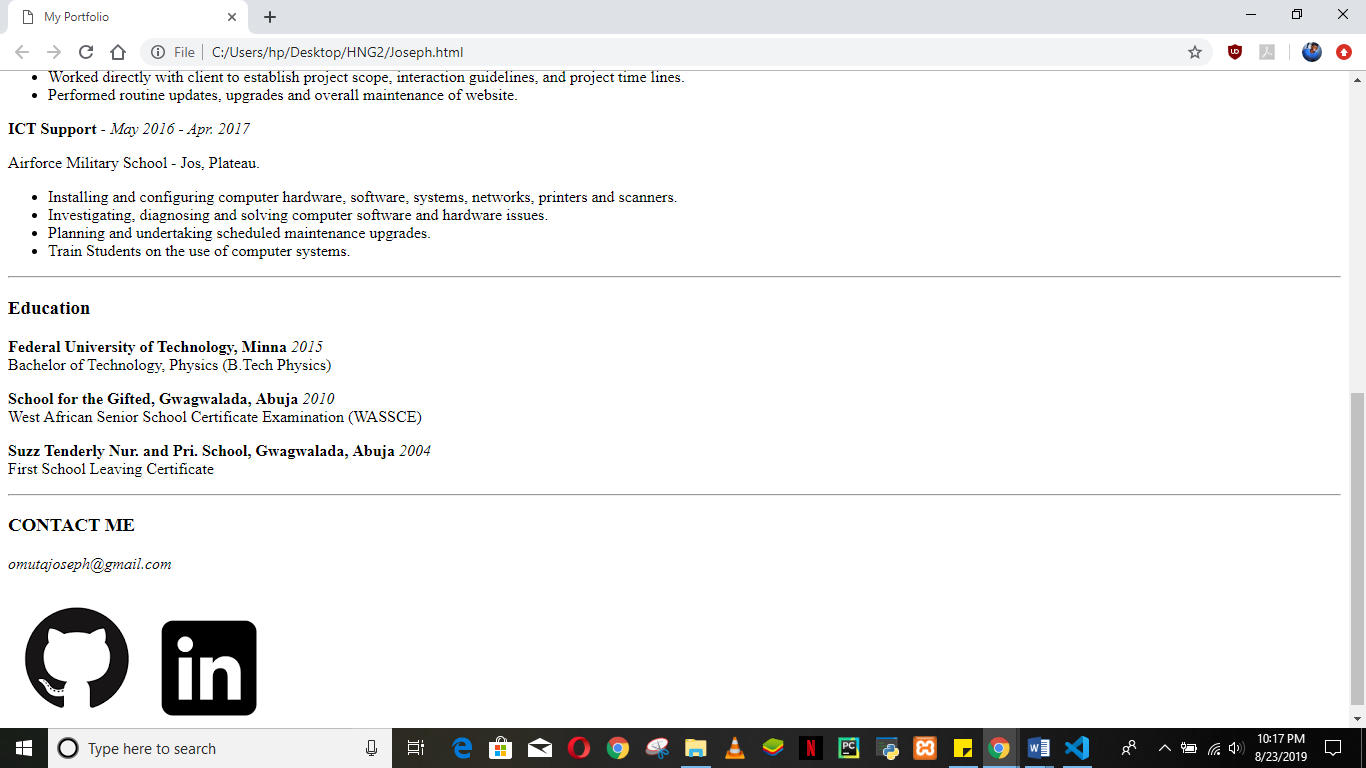 My Portfolio
File
C:/Users/hp/Desktop/HNG2/Joseph.html
Worked directly with client to establish project scope, interaction guidelines, and project time lines.
Performed routine updates, upgrades and overall maintenance of website.
ICT Support - May 2016 - Apr. 2017
Airforce Military School - Jos, Plateau.
Installing and configuring computer hardware, software, systems, networks, printers and scanners.
Investigating, diagnosing and solving computer software and hardware issues.
Planning and undertaking scheduled maintenance upgrades.
Train Students on the use of computer systems.
Education
Federal University of Technology, Minna 2015
Bachelor of Technology, Physics (B.Tech Physics)
School for the Gifted, Gwagwalada, Abuja 2010
West African Senior School Certificate Examination (WASSCE)
Suzz Tenderly Nur. and Pri. School, Gwagwalada, Abuja 2004
First School Leaving Certificate
CONTACT ME
omutajoseph@gmail.com
in
Type here to search
N
PC
W
10:17 PM
8/23/2019